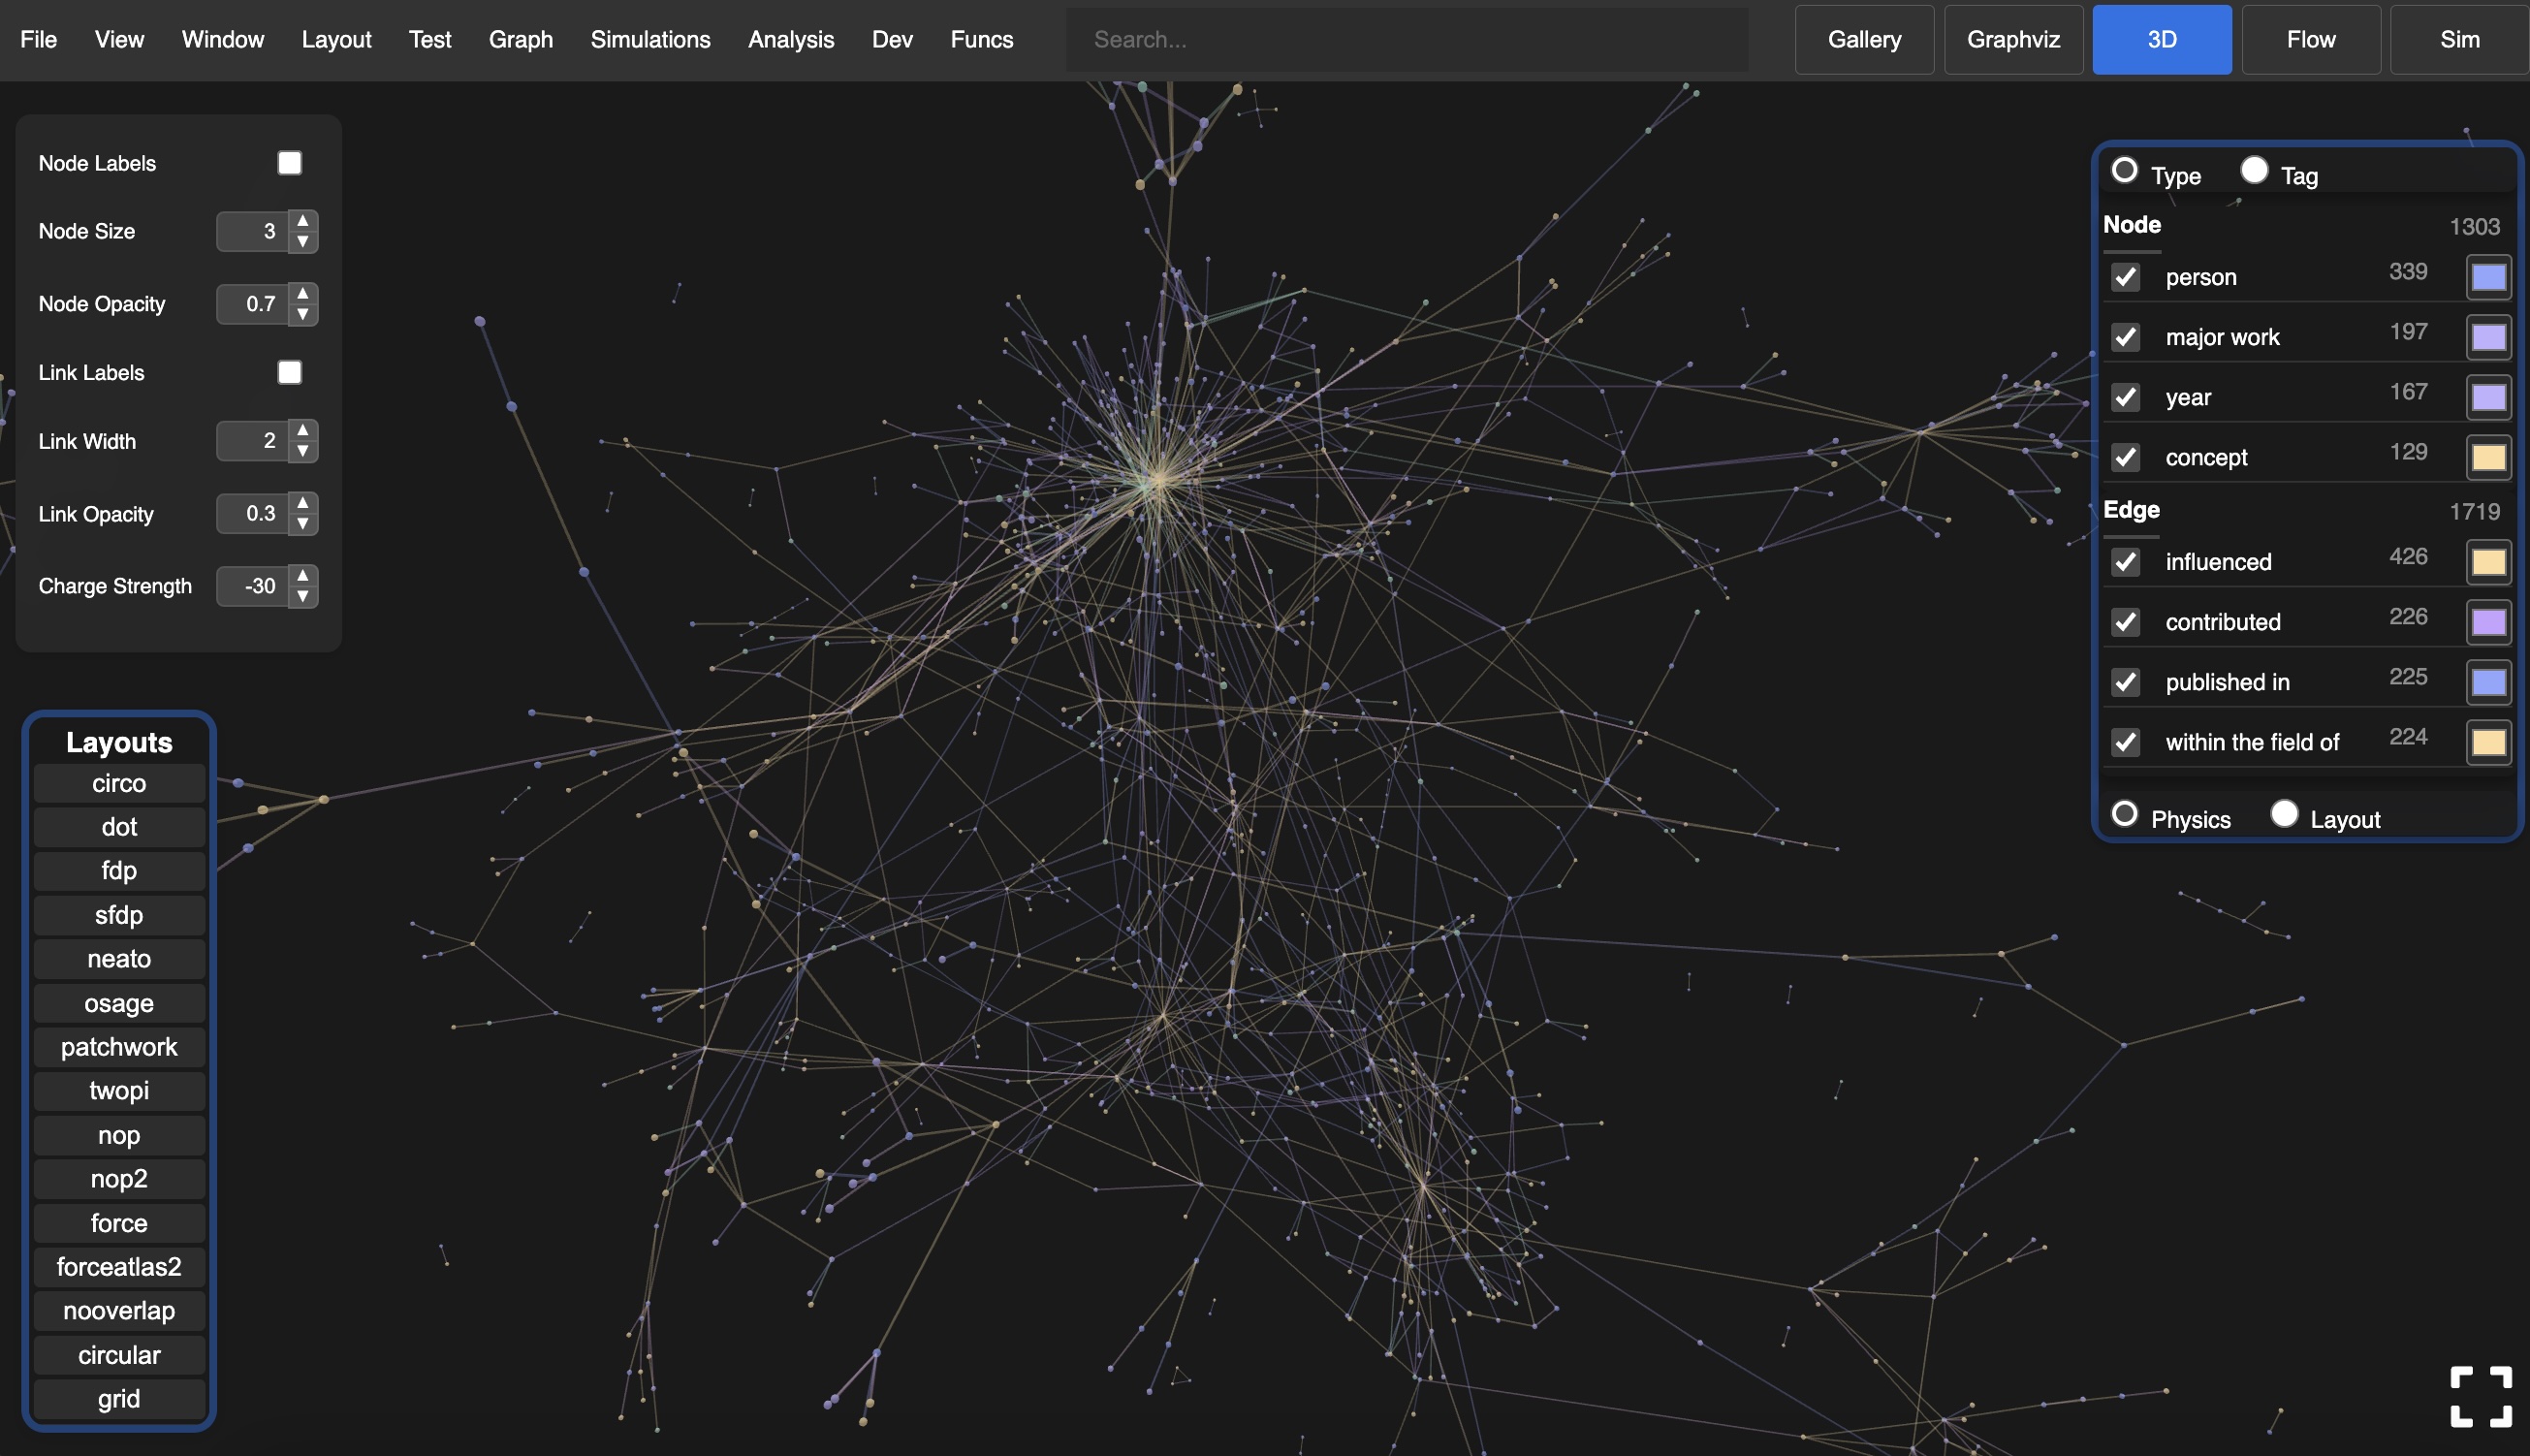 File View Window Layout Test Graph Simulations Analysis Dev Funcs Search... Gallery Graphviz 3D Flow Sim
Node Labels
Node Size 3
Node Opacity 0.7
Link Labels
Link Width 2
Link Opacity 0.3
Charge Strength -30
Layouts
circo
dot
fdp
sfdp
neato
osage
patchwork
twopi
nop
nop2
force
forceatlas2
nooverlap
circular
grid
Type Tag
Node 1303
person 339
major work 197
year 167
concept 129
Edge 1719
influenced 426
contributed 226
published in 225
within the field of 224
Physics Layout